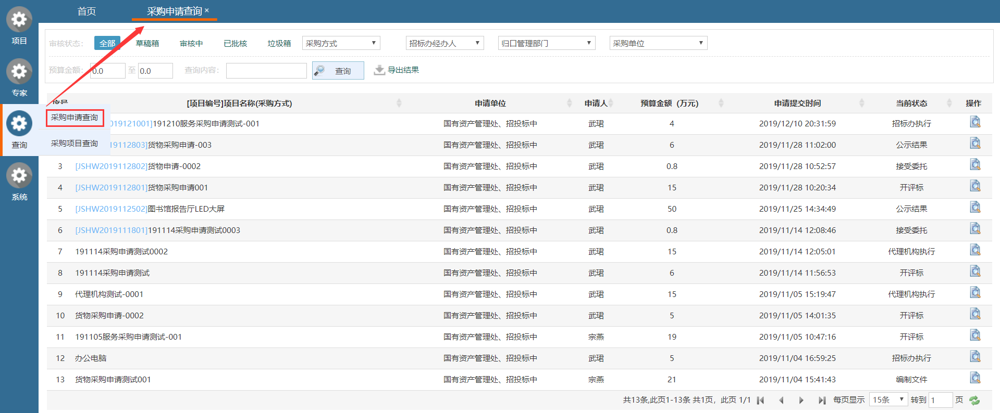 首页 采购申请查询 ×
项目
专家
查询
系统
采购申请查询
采购项目查询
审核状态: 全部 草稿箱 审核中 已批核 垃圾箱 采购方式 招标办经办人 归口管理部门 采购单位
预算金额: 0.0 至 0.0 查询内容: 查询 导出结果
序号 [项目编号]项目名称(采购方式) 申请单位 申请人 预算金额（万元） 申请提交时间 当前状态 操作
019121001]191210服务采购申请测试-001 国有资产管理处、招投标中 武珺 4 2019/12/10 20:31:59 招标办执行
19112803]货物采购申请-003 国有资产管理处、招投标中 武珺 6 2019/11/28 11:02:00 公示结果
3 [JSHW2019112802]货物申请-0002 国有资产管理处、招投标中 武珺 0.8 2019/11/28 10:52:57 接受委托
4 [JSHW2019112801]货物采购申请001 国有资产管理处、招投标中 武珺 15 2019/11/28 10:20:34 开评标
5 [JSHW2019112502]图书馆报告厅LED大屏 国有资产管理处、招投标中 武珺 50 2019/11/25 14:34:49 公示结果
6 [JSHW2019111801]191114采购申请测试0003 国有资产管理处、招投标中 武珺 0.8 2019/11/14 12:08:46 接受委托
7 191114采购申请测试0002 国有资产管理处、招投标中 武珺 15 2019/11/14 12:05:01 代理机构执行
8 191114采购申请测试 国有资产管理处、招投标中 武珺 6 2019/11/14 11:56:53 开评标
9 代理机构测试-0001 国有资产管理处、招投标中 武珺 15 2019/11/05 15:19:47 代理机构执行
10 货物采购申请-0002 国有资产管理处、招投标中 武珺 5 2019/11/05 14:01:35 开评标
11 191105服务采购申请测试-001 国有资产管理处、招投标中 宗燕 19 2019/11/05 10:47:16 开评标
12 办公电脑 国有资产管理处、招投标中 武珺 5 2019/11/04 16:59:25 招标办执行
13 货物采购申请测试001 国有资产管理处、招投标中 宗燕 21 2019/11/04 15:41:43 编制文件
共13条,此页1-13条 共1页，此页 1/1 每页显示 15条 转到 1 页